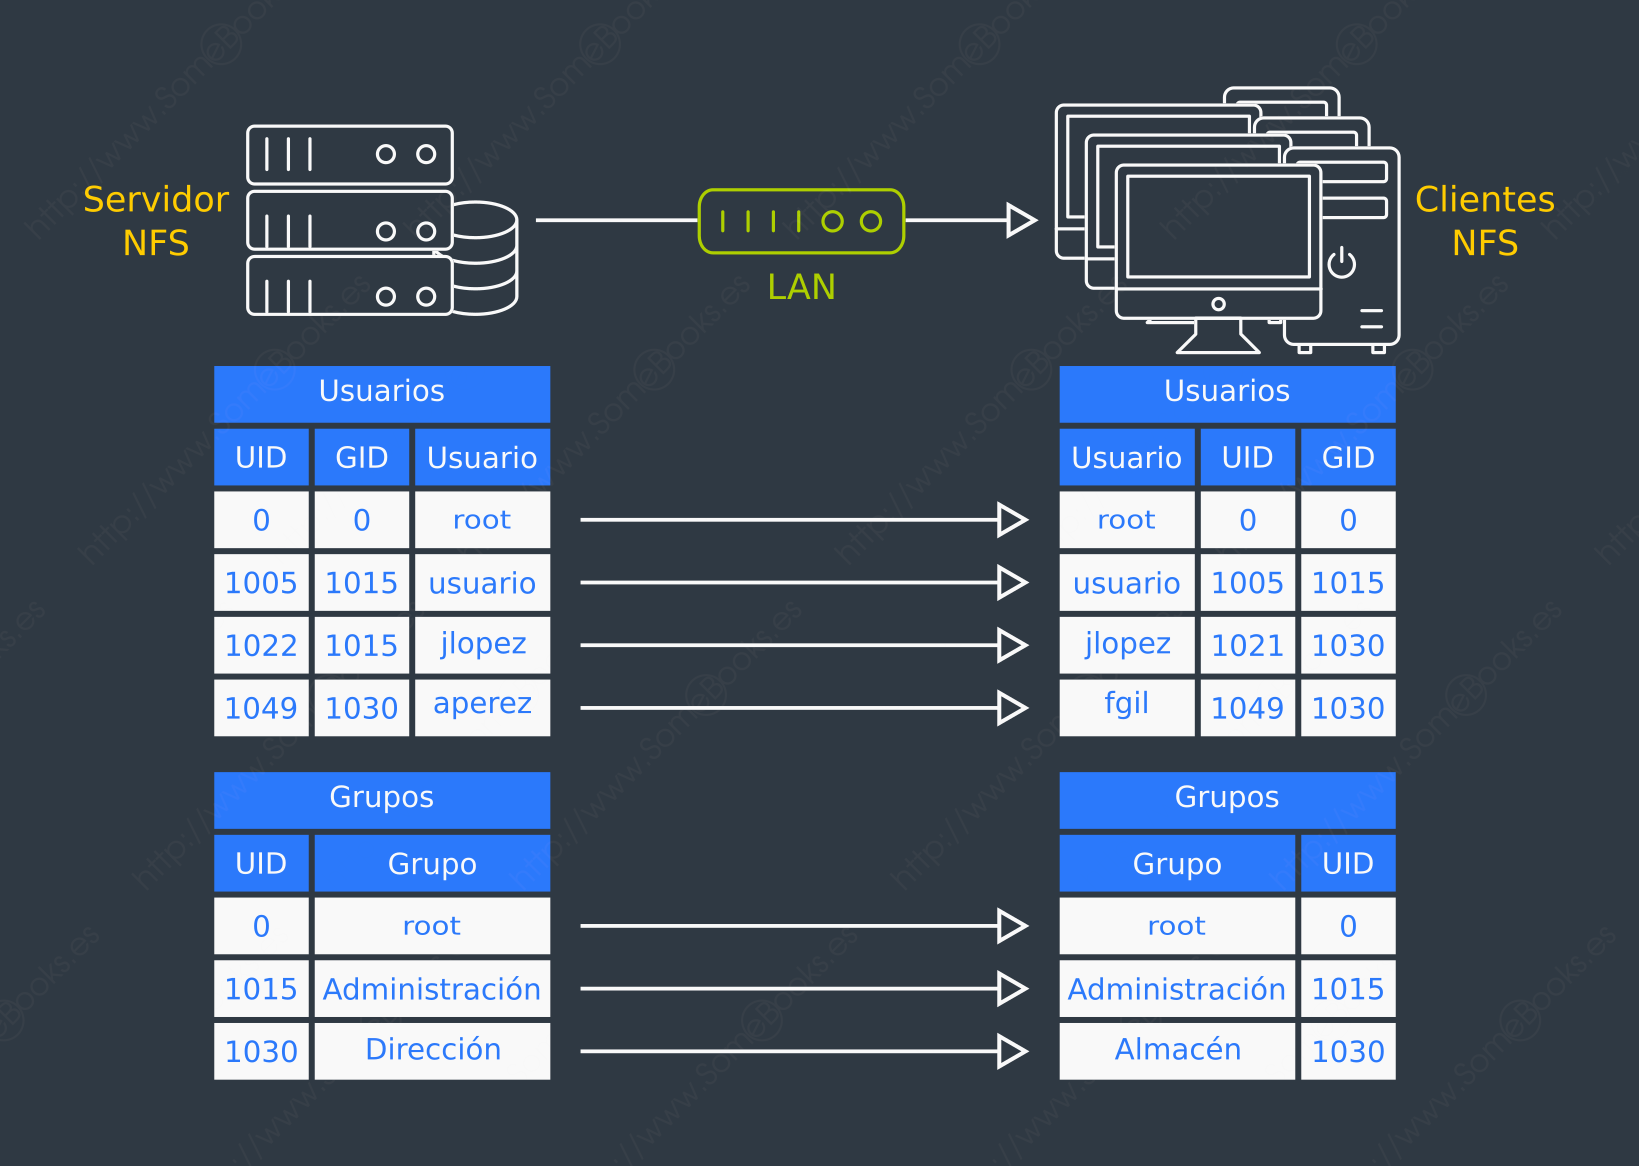 Servidor
NFS
LAN
Clientes
NFS
Usuarios
UID GID Usuario
0 0 root
1005 1015 usuario
1022 1015 jlopez
1049 1030 aperez
Usuarios
Usuario UID GID
root 0 0
usuario 1005 1015
jlopez 1021 1030
fgil 1049 1030
Grupos
UID Grupo
0 root
1015 Administración
1030 Dirección
Grupos
Grupo UID
root 0
Administración 1015
Almacén 1030
http://www.SomeBooks.es